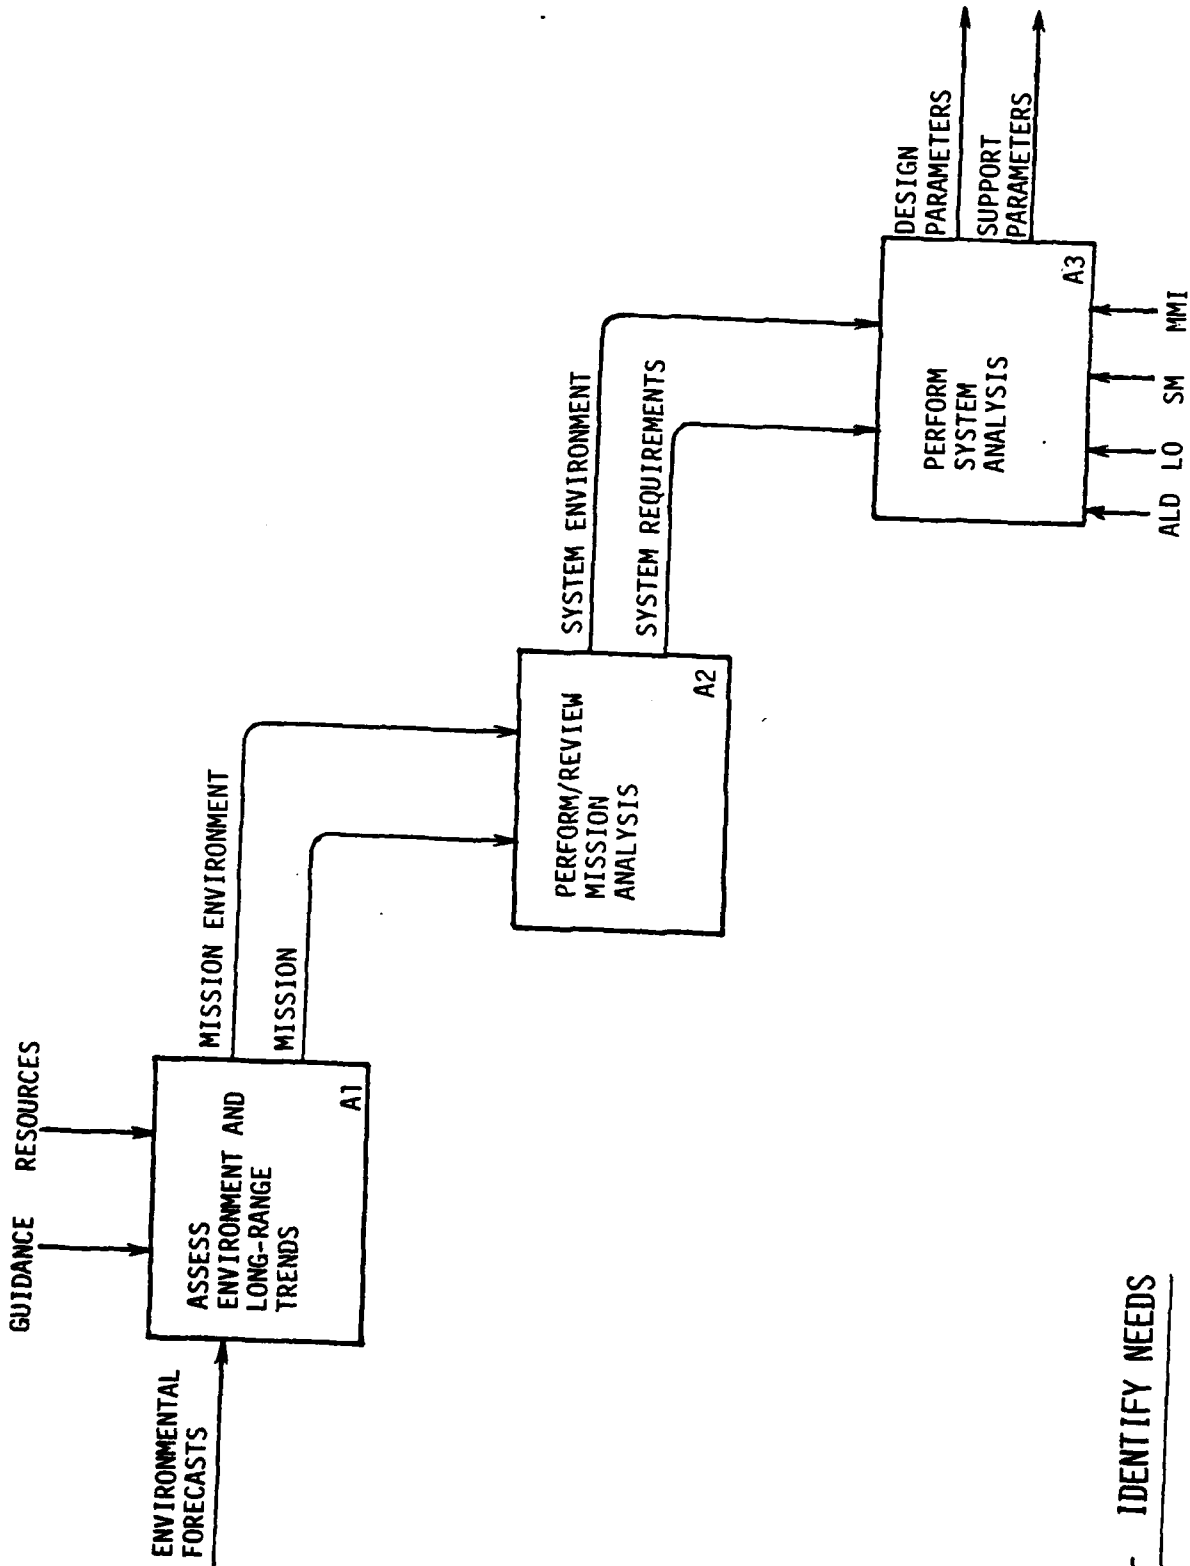 GUIDANCE RESOURCES
ENVIRONMENTAL
FORECASTS
ASSESS
ENVIRONMENT AND
LONG-RANGE
TRENDS
A1
MISSION ENVIRONMENT
MISSION
PERFORM/REVIEW
MISSION
ANALYSIS
A2
SYSTEM ENVIRONMENT
SYSTEM REQUIREMENTS
PERFORM
SYSTEM
ANALYSIS
A3
DESIGN
PARAMETERS
SUPPORT
PARAMETERS
ALD LO SM MMI
- IDENTIFY NEEDS